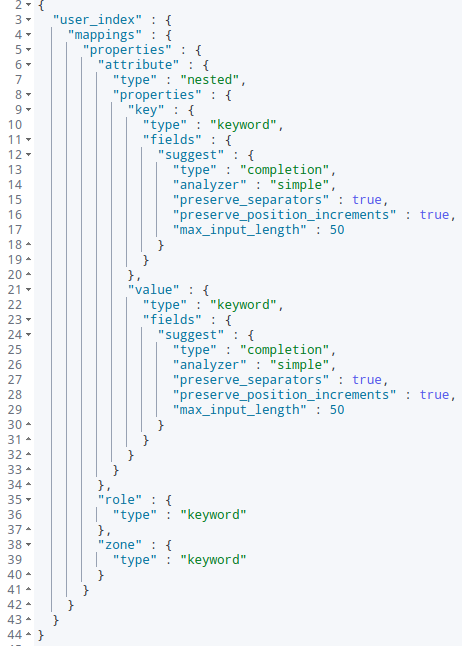 2 {
3 "user_index" : {
4 "mappings" : {
5 "properties" : {
6 "attribute" : {
7 "type" : "nested",
8 "properties" : {
9 "key" : {
10 "type" : "keyword",
11 "fields" : {
12 "suggest" : {
13 "type" : "completion",
14 "analyzer" : "simple",
15 "preserve_separators" : true,
16 "preserve_position_increments" : true,
17 "max_input_length" : 50
18 }
19 }
20 },
21 "value" : {
22 "type" : "keyword",
23 "fields" : {
24 "suggest" : {
25 "type" : "completion",
26 "analyzer" : "simple",
27 "preserve_separators" : true,
28 "preserve_position_increments" : true,
29 "max_input_length" : 50
30 }
31 }
32 }
33 }
34 },
35 "role" : {
36 "type" : "keyword"
37 },
38 "zone" : {
39 "type" : "keyword"
40 }
41 }
42 }
43 }
44 }